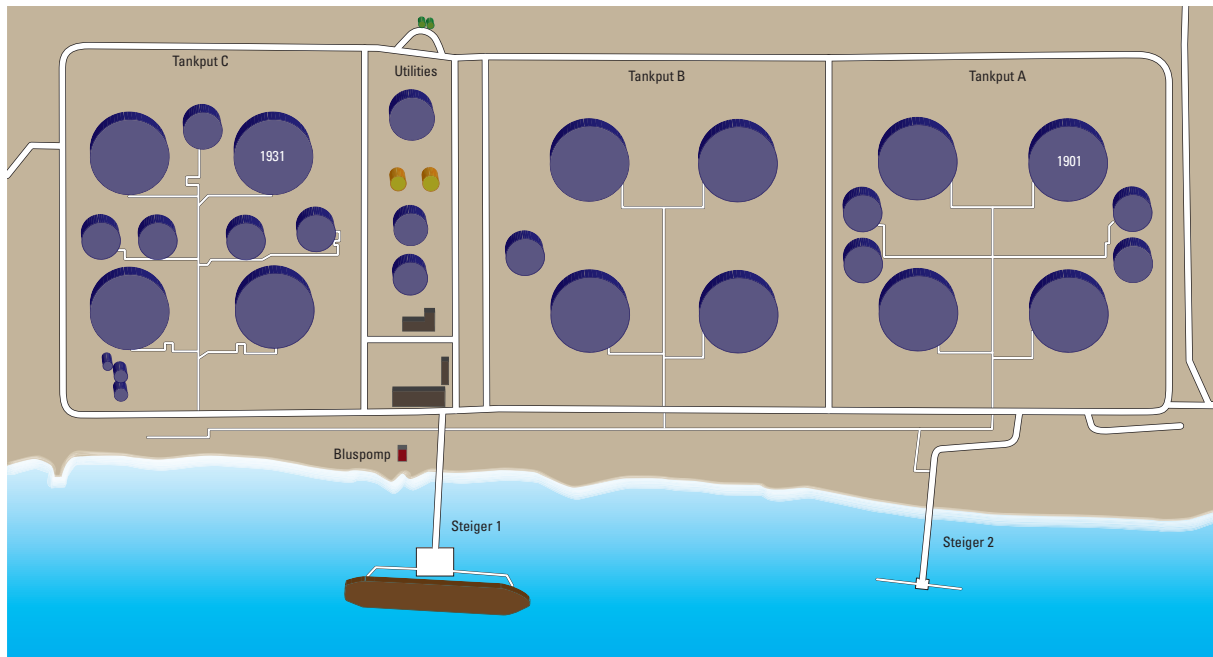 Tankput C
Utilities
Tankput B
Tankput A
1931
1901
Bluspomp
Steiger 1
Steiger 2